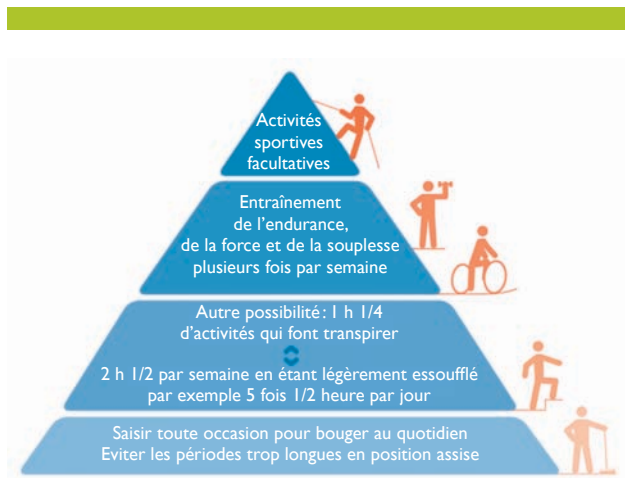 Activités
sportives
facultatives
Entraînement
de l'endurance,
de la force et de la souplesse
plusieurs fois par semaine
Autre possibilité : 1 h 1/4
d'activités qui font transpirer
2 h 1/2 par semaine en étant légèrement essoufflé
par exemple 5 fois 1/2 heure par jour
Saisir toute occasion pour bouger au quotidien
Eviter les périodes trop longues en position assise